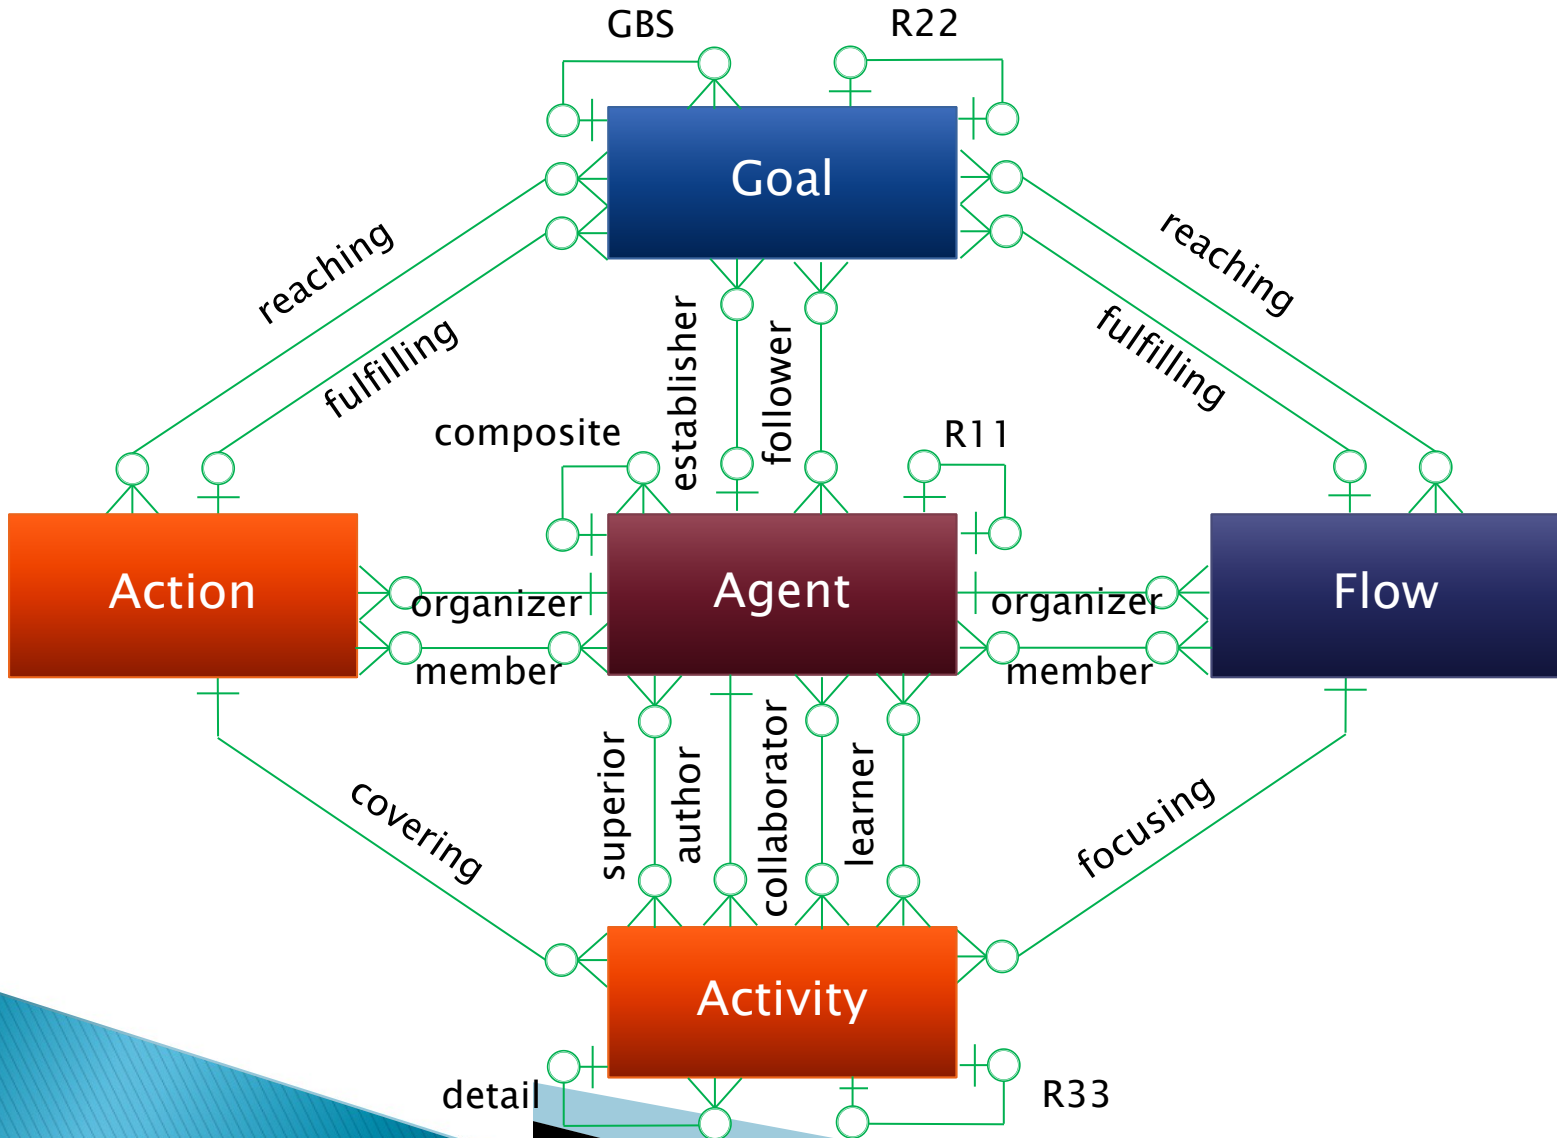 GBS
R22
Goal
reaching
reaching
fulfilling
fulfilling
establisher
follower
composite
R11
Action
Agent
Flow
organizer
organizer
member
member
superior
author
collaborator
learner
covering
focusing
Activity
detail
R33